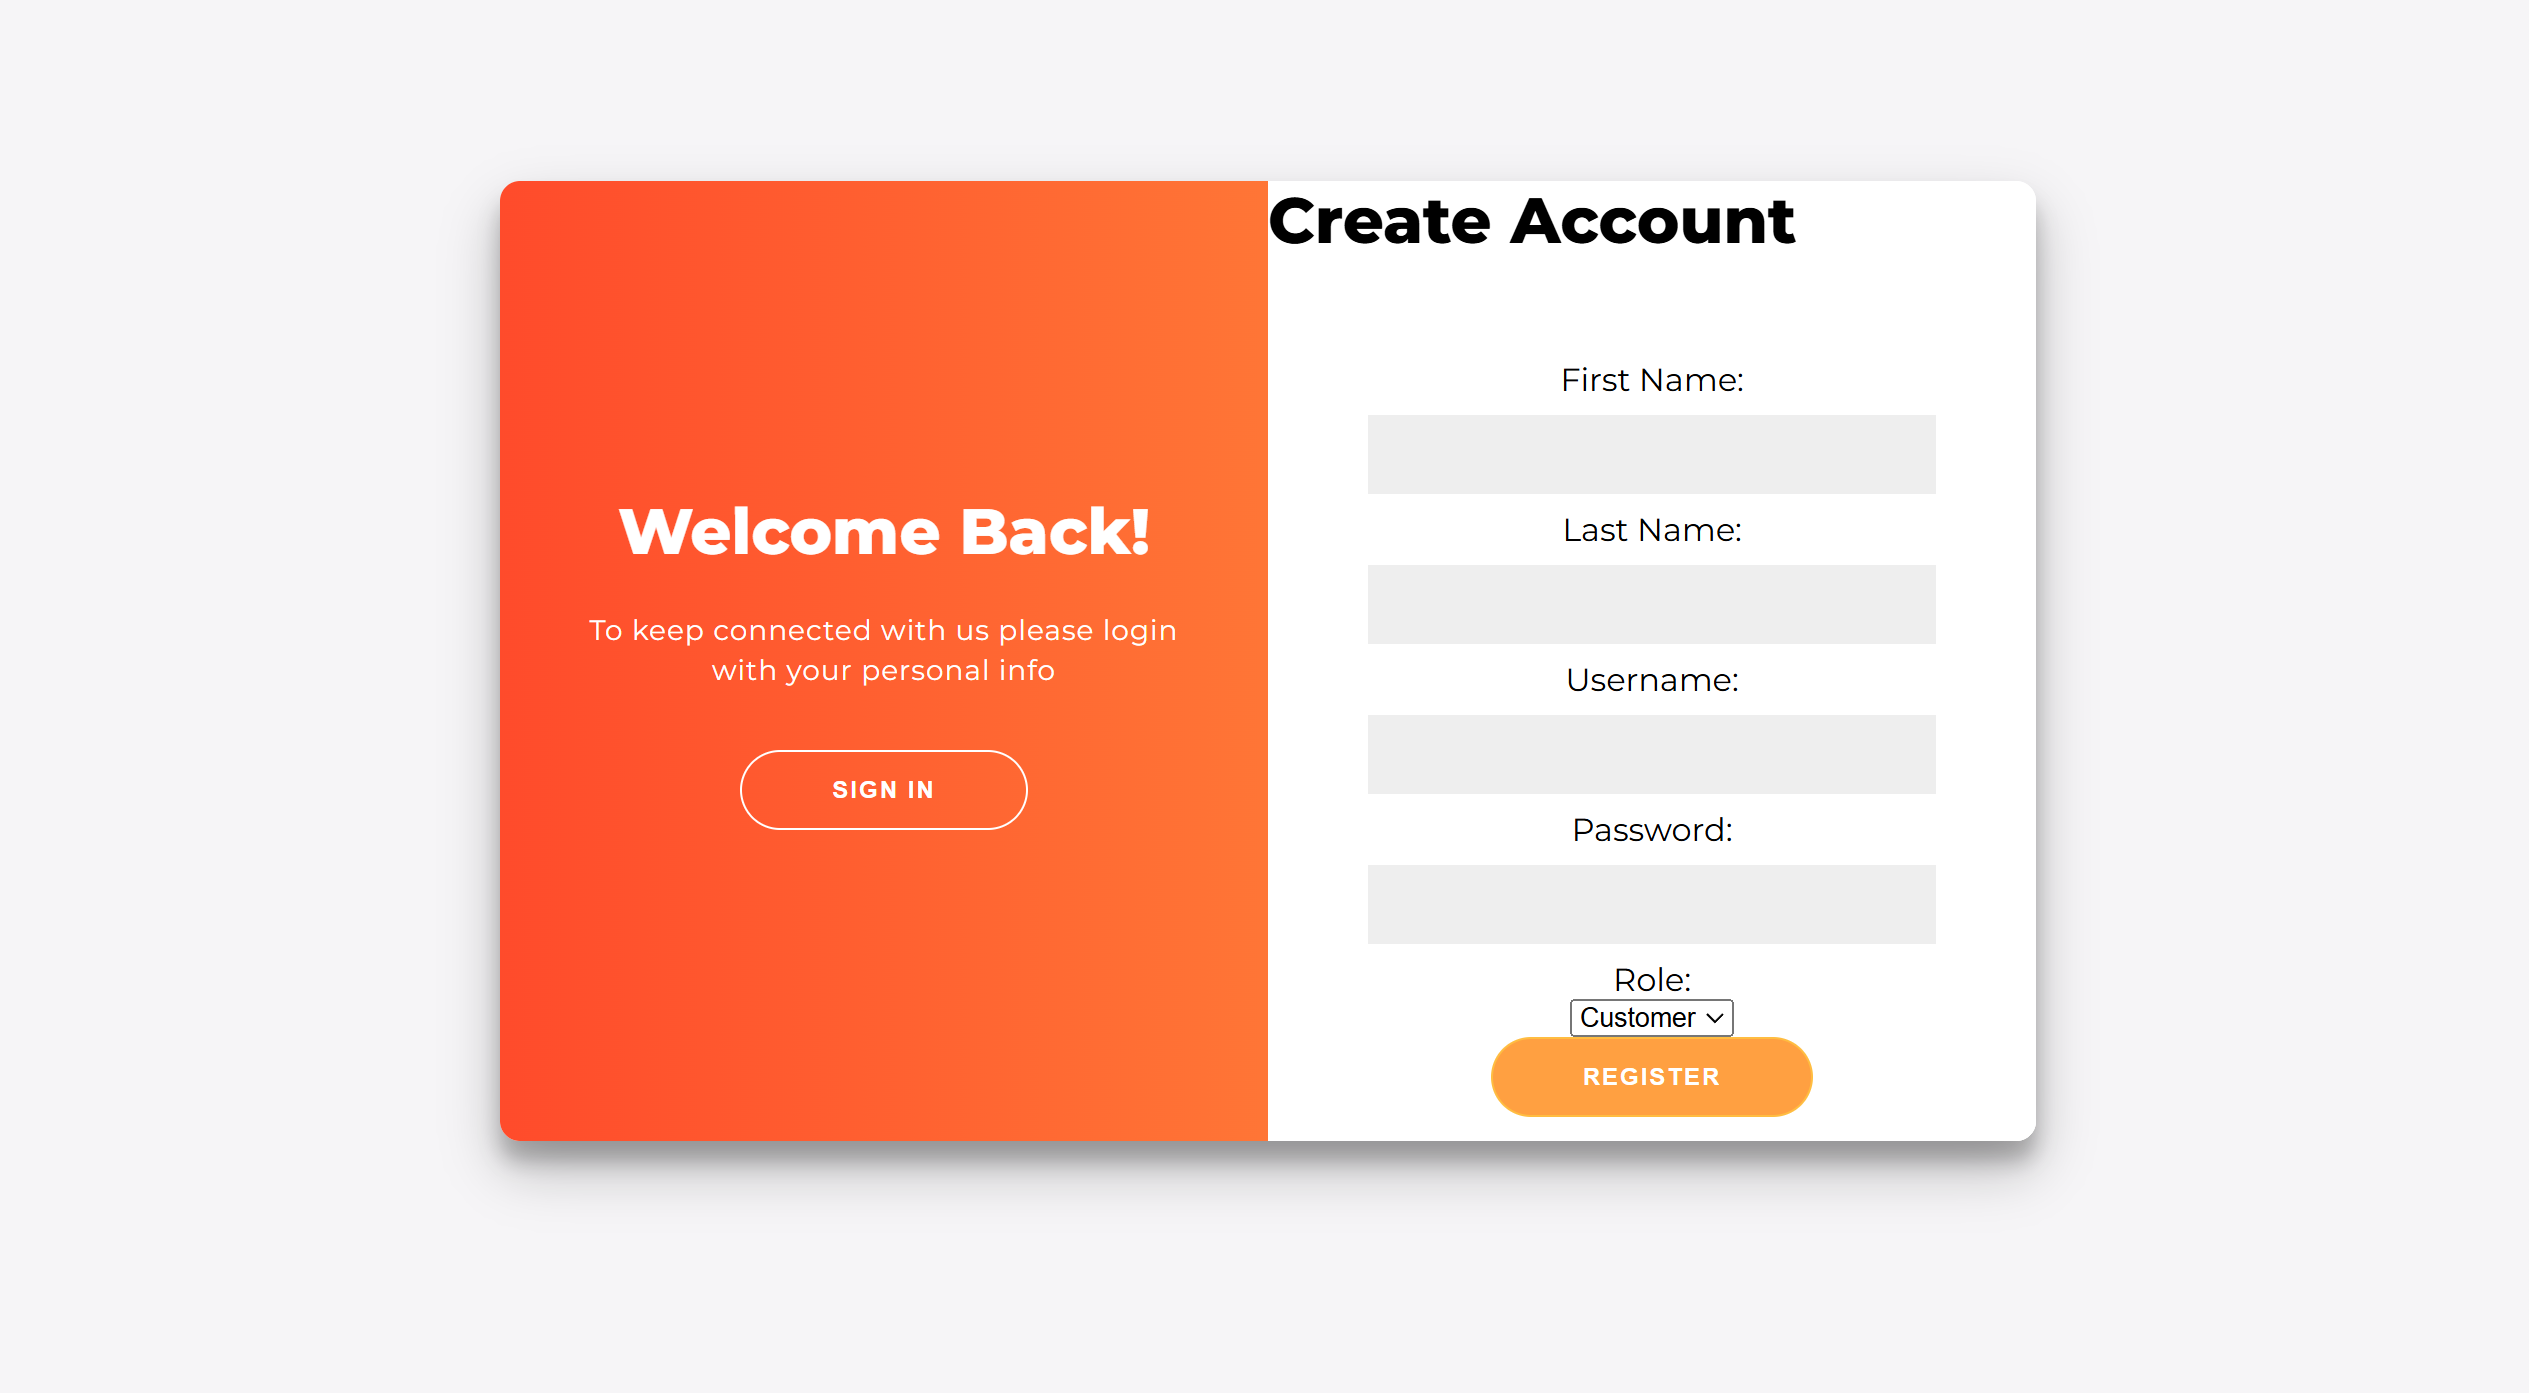 Welcome Back!
To keep connected with us please login
with your personal info
SIGN IN
Create Account
First Name:
Last Name:
Username:
Password:
Role:
Customer
REGISTER